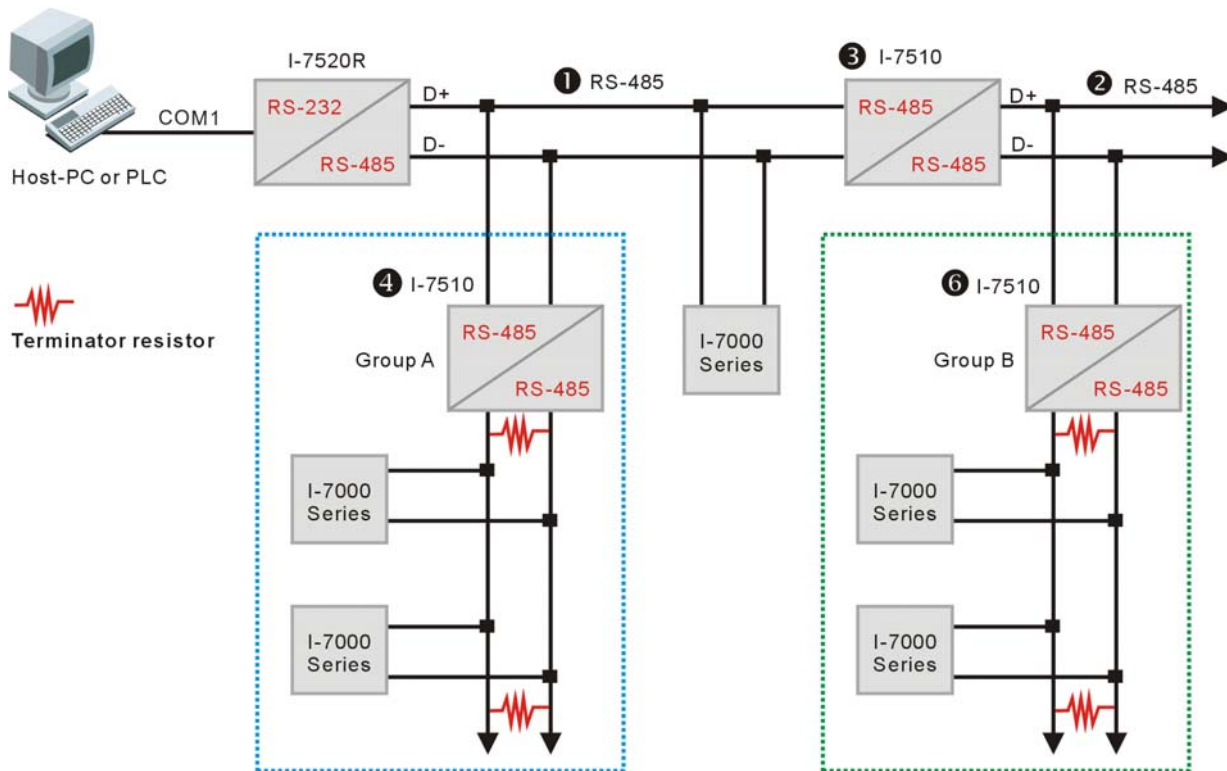 I-7520R
❶ RS-485
❸ I-7510
❷ RS-485
D+
D+
RS-232
RS-485
COM1
RS-485
D-
RS-485
D-
Host-PC or PLC
❹ I-7510
❻ I-7510
Terminator resistor
RS-485
I-7000
Series
RS-485
Group A
RS-485
Group B
RS-485
I-7000
Series
I-7000
Series
I-7000
Series
I-7000
Series